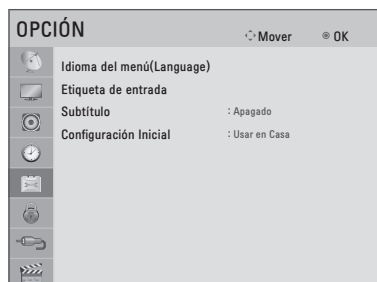 OPCIÓN
Mover OK
Idioma del menú(Language)
Etiqueta de entrada
Subtítulo : Apagado
Configuración Inicial : Usar en Casa